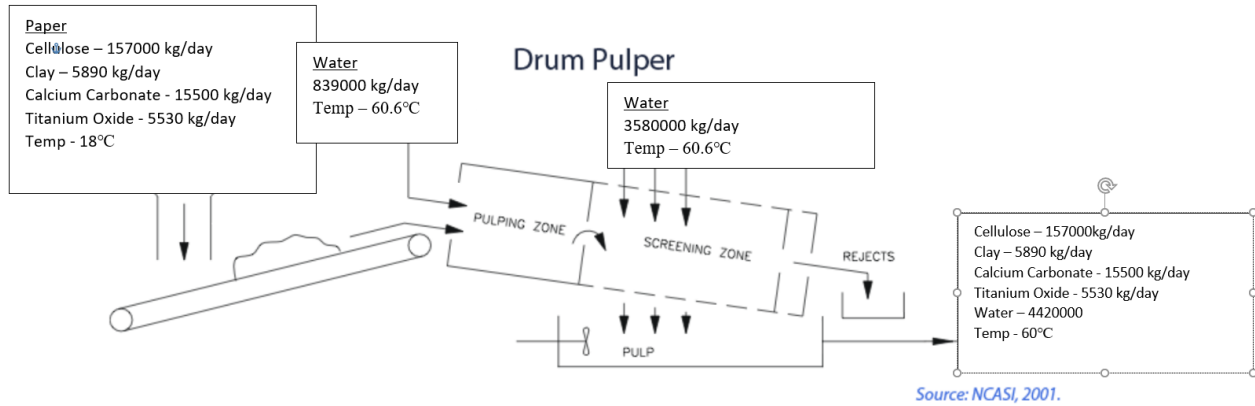 Paper
Cellulose – 157000 kg/day
Clay – 5890 kg/day
Calcium Carbonate - 15500 kg/day
Titanium Oxide - 5530 kg/day
Temp - 18℃
Water
839000 kg/day
Temp – 60.6℃
Drum Pulper
Water
3580000 kg/day
Temp – 60.6℃
PULPING ZONE
SCREENING ZONE
REJECTS
PULP
Cellulose – 157000kg/day
Clay – 5890 kg/day
Calcium Carbonate - 15500 kg/day
Titanium Oxide - 5530 kg/day
Water – 4420000
Temp - 60℃
Source: NCASI, 2001.